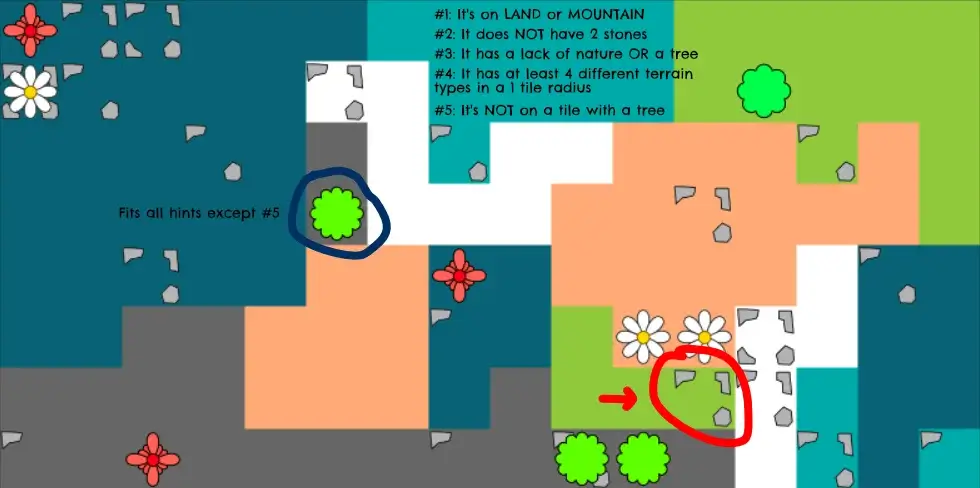 #1: It's on LAND or MOUNTAIN
#2: It does NOT have 2 stones
#3: It has a lack of nature OR a tree
#4: It has at least 4 different terrain
types in a 1 tile radius
#5: It's NOT on a tile with a tree
Fits all hints except #5